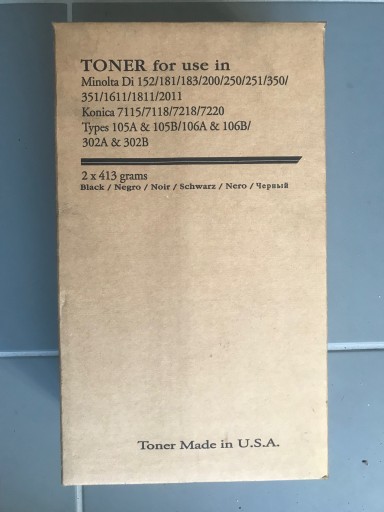 TONER for use in
Minolta Di 152/181/183/200/250/251/350/
351/1611/1811/2011
Konica 7115/7118/7218/7220
Types 105A & 105B/106A & 106B/
302A & 302B
2 x 413 grams
Black / Negro / Noir / Schwarz / Nero / Черный
Toner Made in U.S.A.